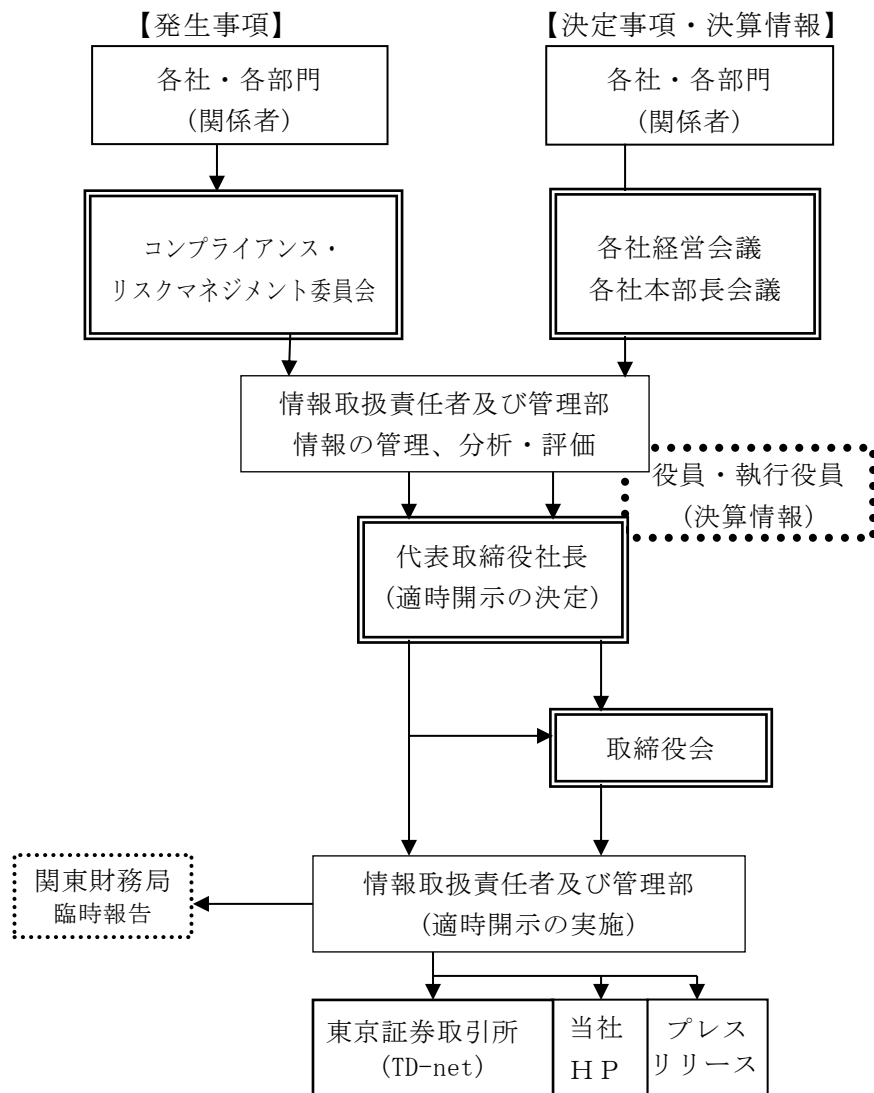 【発生事項】
各社・各部門
(関係者)
コンプライアンス・
リスクマネジメント委員会
【決定事項・決算情報】
各社・各部門
(関係者)
各社経営会議
各社本部長会議
情報取扱責任者及び管理部
情報の管理、分析・評価
役員・執行役員
(決算情報)
代表取締役社長
(適時開示の決定)
取締役会
関東財務局
臨時報告
情報取扱責任者及び管理部
(適時開示の実施)
東京証券取引所
(TD-net)
当社
ＨＰ
プレス
リリース